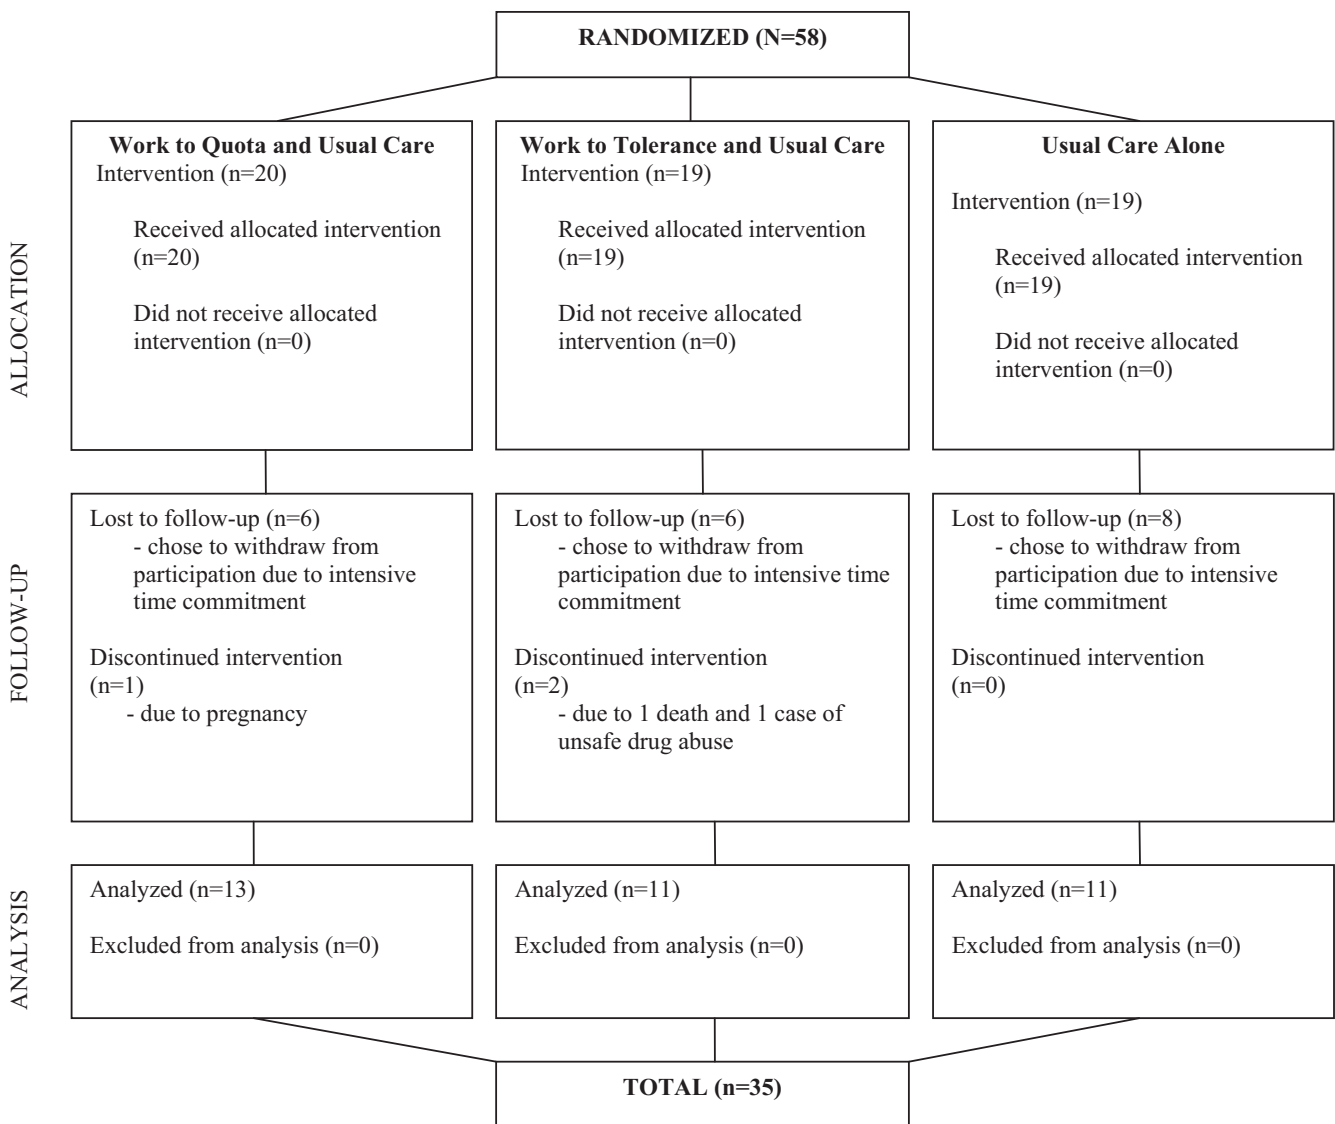 RANDOMIZED (N=58)
ALLOCATION
Work to Quota and Usual Care
Intervention (n=20)
Received allocated intervention
(n=20)
Did not receive allocated
intervention (n=0)
Work to Tolerance and Usual Care
Intervention (n=19)
Received allocated intervention
(n=19)
Did not receive allocated
intervention (n=0)
Usual Care Alone
Intervention (n=19)
Received allocated intervention
(n=19)
Did not receive allocated
intervention (n=0)
FOLLOW-UP
Lost to follow-up (n=6)
- chose to withdraw from
participation due to intensive
time commitment
Discontinued intervention
(n=1)
- due to pregnancy
Lost to follow-up (n=6)
- chose to withdraw from
participation due to intensive time
commitment
Discontinued intervention
(n=2)
- due to 1 death and 1 case of
unsafe drug abuse
Lost to follow-up (n=8)
- chose to withdraw from
participation due to intensive
time commitment
Discontinued intervention
(n=0)
ANALYSIS
Analyzed (n=13)
Excluded from analysis (n=0)
Analyzed (n=11)
Excluded from analysis (n=0)
Analyzed (n=11)
Excluded from analysis (n=0)
TOTAL (n=35)